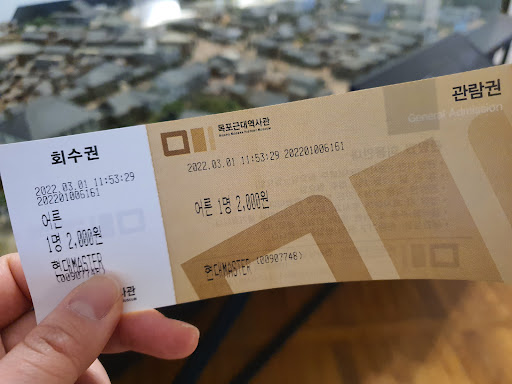 회수권
2022.03.01 11:53:29
202201006161
어른
1명 2,000원
현대MASTER
(00907748)
사관
목포근대역사관
2022.03.01 11:53:29 202201006161
어른 1명 2,000원
현대MASTER (00907748)
관람권
General Admission